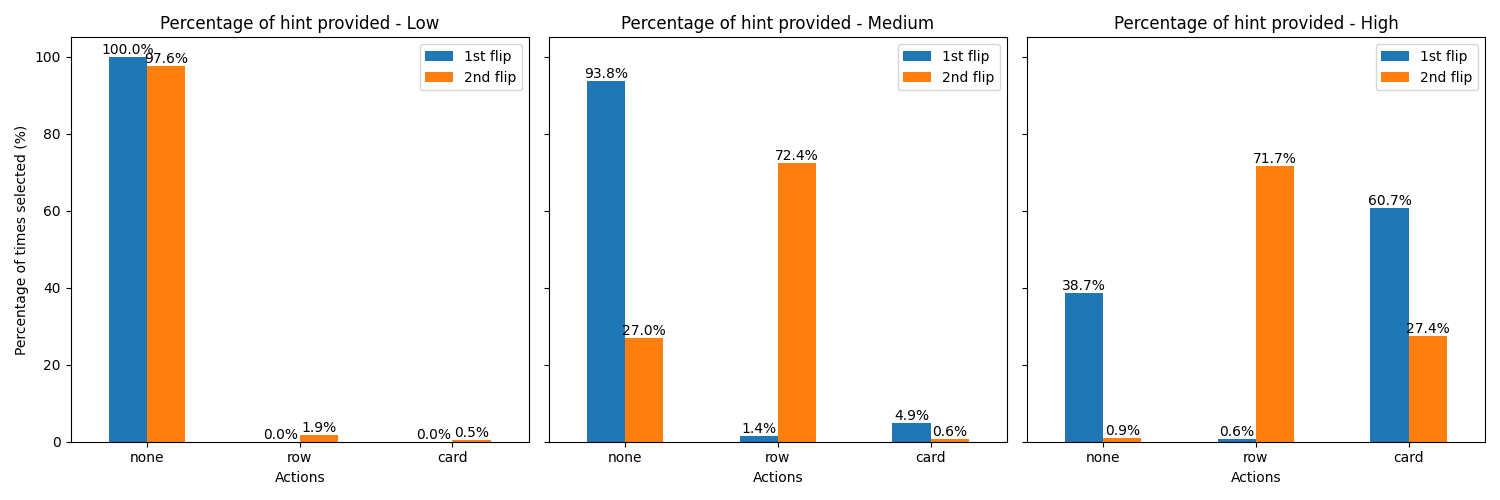 Percentage of hint provided - Low
Percentage of times selected (%)
100
80
60
40
20
0
100.0%
97.6%
0.0%
1.9%
0.0%
0.5%
1st flip
2nd flip
none row card
Actions
Percentage of hint provided - Medium
93.8%
27.0%
1.4%
72.4%
4.9%
0.6%
1st flip
2nd flip
none row card
Actions
Percentage of hint provided - High
38.7%
0.9%
0.6%
71.7%
60.7%
27.4%
1st flip
2nd flip
none row card
Actions